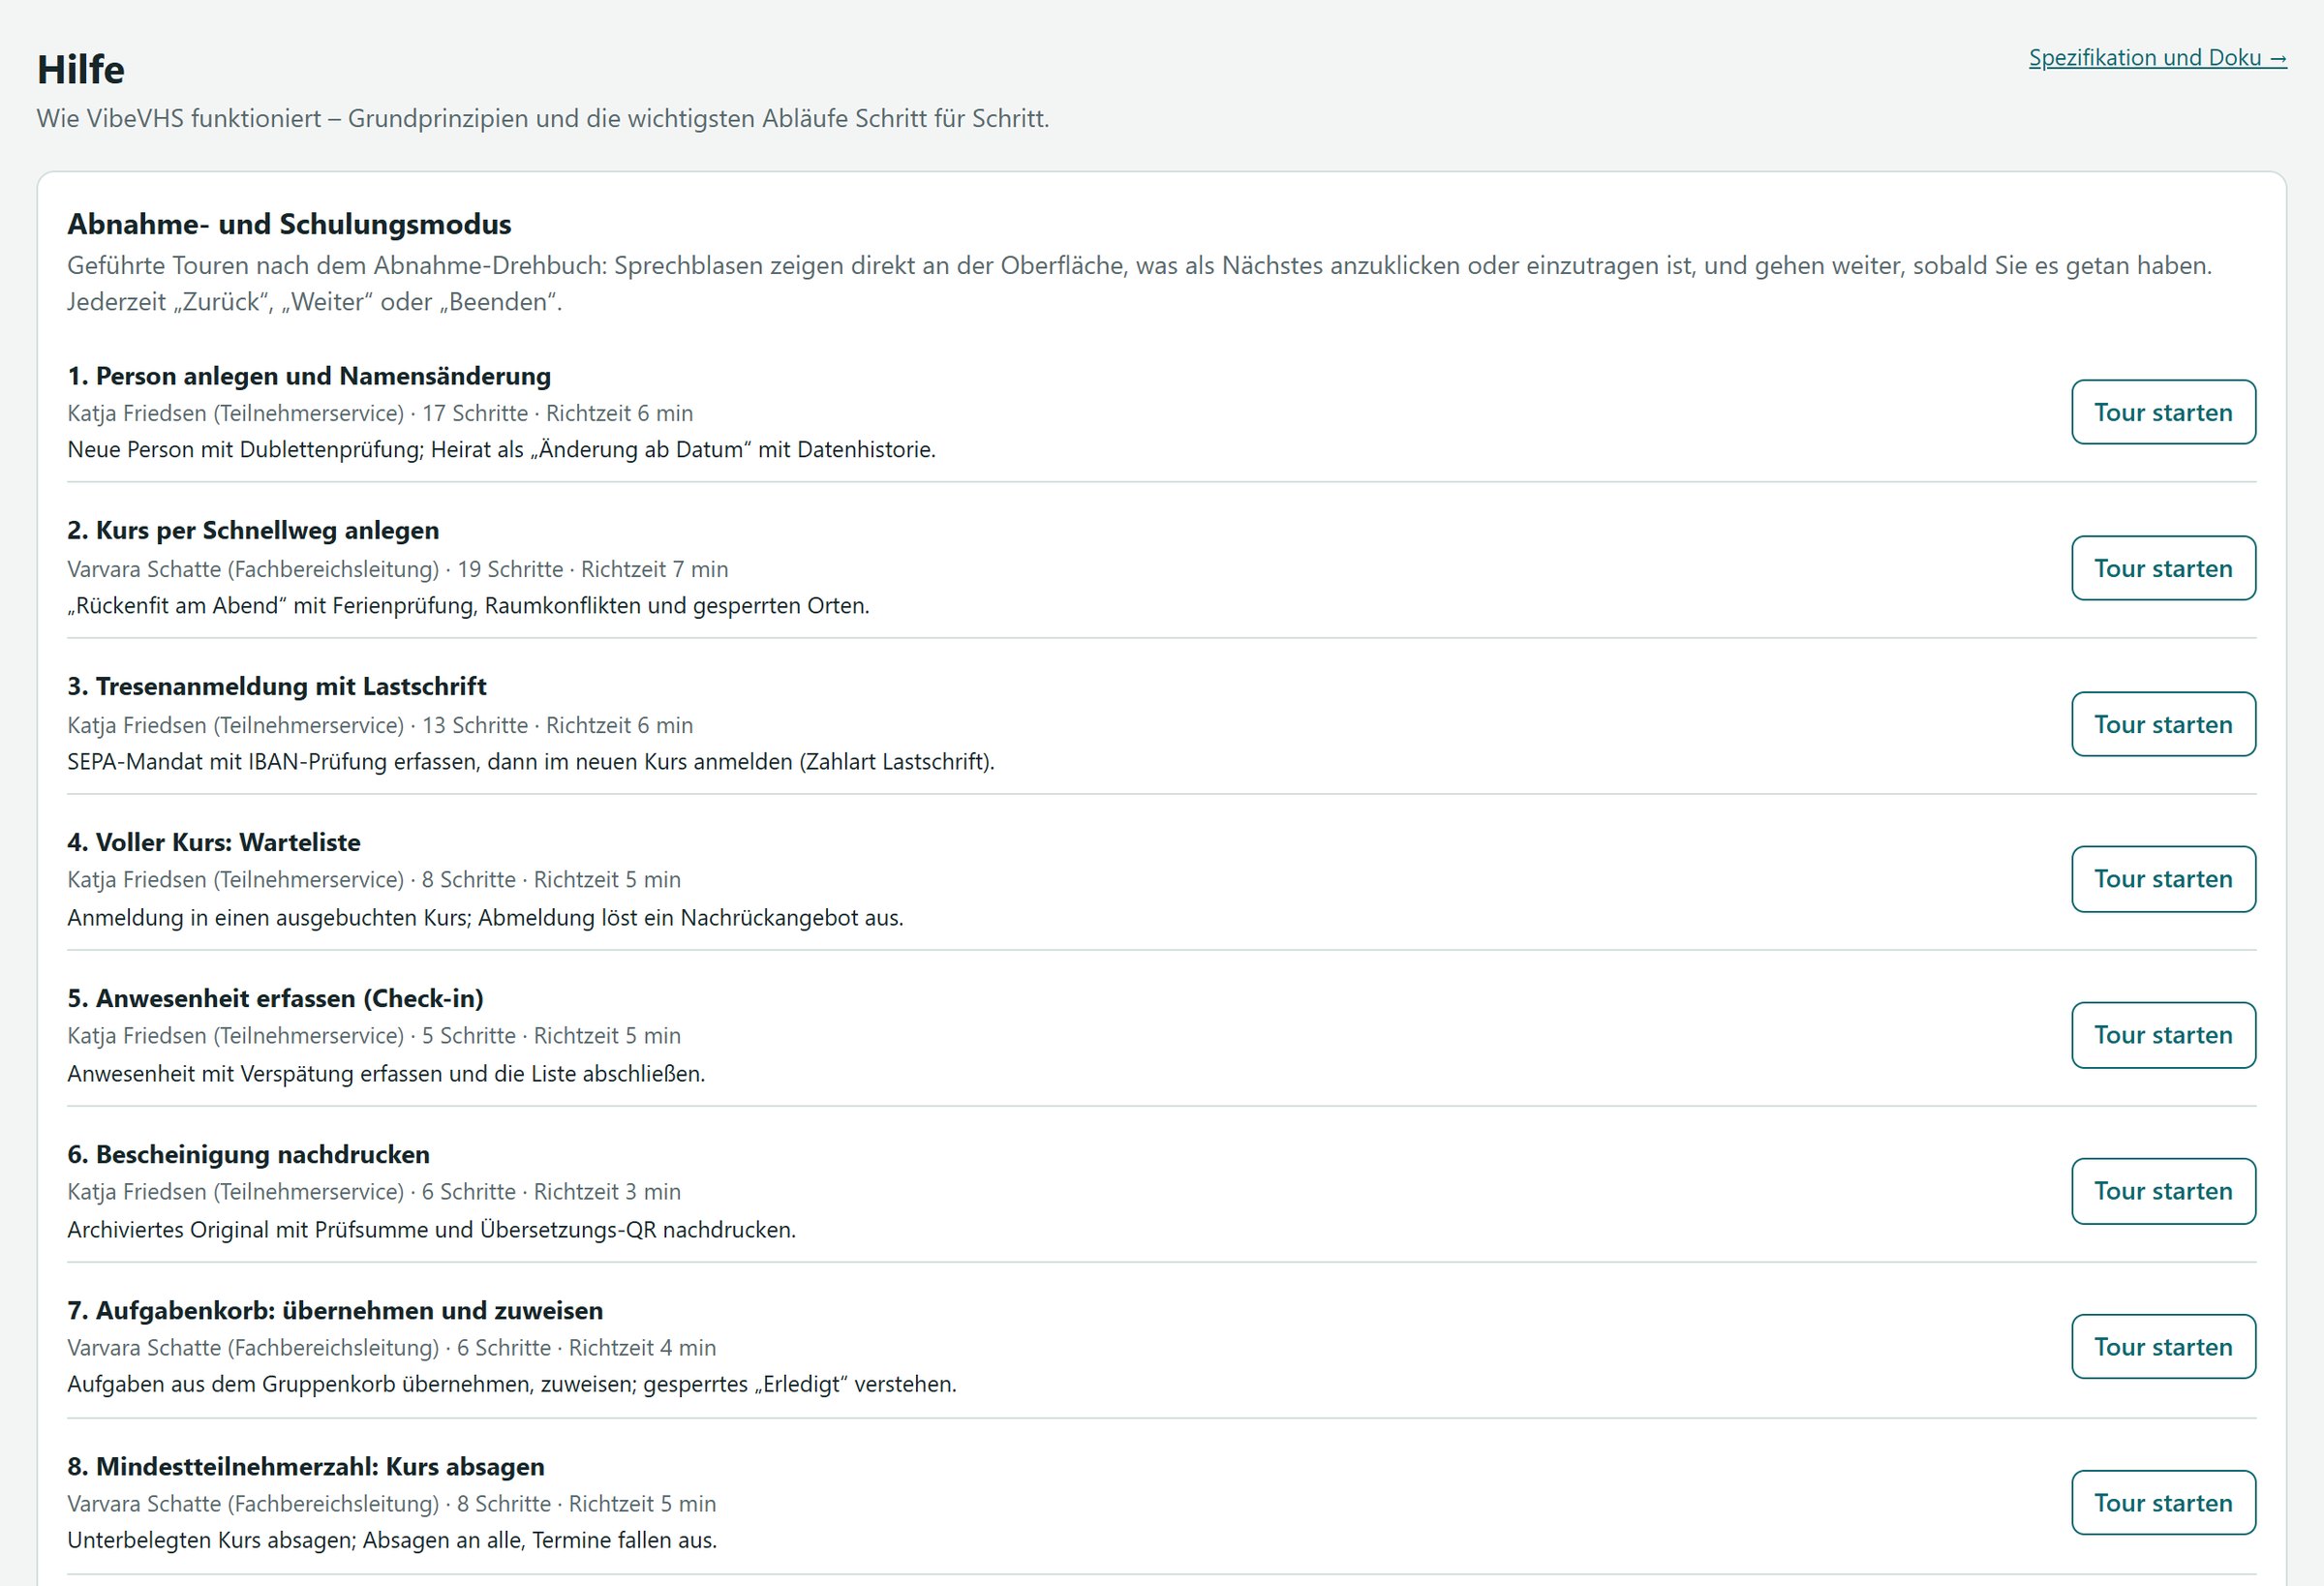 Hilfe
Spezifikation und Doku →
Wie VibeVHS funktioniert – Grundprinzipien und die wichtigsten Abläufe Schritt für Schritt.
Abnahme- und Schulungsmodus
Geführte Touren nach dem Abnahme-Drehbuch: Sprechblasen zeigen direkt an der Oberfläche, was als Nächstes anzuklicken oder einzutragen ist, und gehen weiter, sobald Sie es getan haben.
Jederzeit „Zurück“, „Weiter“ oder „Beenden“.
1. Person anlegen und Namensänderung
Katja Friedsen (Teilnehmerservice) · 17 Schritte · Richtzeit 6 min
Neue Person mit Dublettenprüfung; Heirat als „Änderung ab Datum“ mit Datenhistorie.
Tour starten
2. Kurs per Schnellweg anlegen
Varvara Schatte (Fachbereichsleitung) · 19 Schritte · Richtzeit 7 min
„Rückenfit am Abend“ mit Ferienprüfung, Raumkonflikten und gesperrten Orten.
Tour starten
3. Tresenanmeldung mit Lastschrift
Katja Friedsen (Teilnehmerservice) · 13 Schritte · Richtzeit 6 min
SEPA-Mandat mit IBAN-Prüfung erfassen, dann im neuen Kurs anmelden (Zahlart Lastschrift).
Tour starten
4. Voller Kurs: Warteliste
Katja Friedsen (Teilnehmerservice) · 8 Schritte · Richtzeit 5 min
Anmeldung in einen ausgebuchten Kurs; Abmeldung löst ein Nachrückangebot aus.
Tour starten
5. Anwesenheit erfassen (Check-in)
Katja Friedsen (Teilnehmerservice) · 5 Schritte · Richtzeit 5 min
Anwesenheit mit Verspätung erfassen und die Liste abschließen.
Tour starten
6. Bescheinigung nachdrucken
Katja Friedsen (Teilnehmerservice) · 6 Schritte · Richtzeit 3 min
Archiviertes Original mit Prüfsumme und Übersetzungs-QR nachdrucken.
Tour starten
7. Aufgabenkorb: übernehmen und zuweisen
Varvara Schatte (Fachbereichsleitung) · 6 Schritte · Richtzeit 4 min
Aufgaben aus dem Gruppenkorb übernehmen, zuweisen; gesperrtes „Erledigt“ verstehen.
Tour starten
8. Mindestteilnehmerzahl: Kurs absagen
Varvara Schatte (Fachbereichsleitung) · 8 Schritte · Richtzeit 5 min
Unterbelegten Kurs absagen; Absagen an alle, Termine fallen aus.
Tour starten